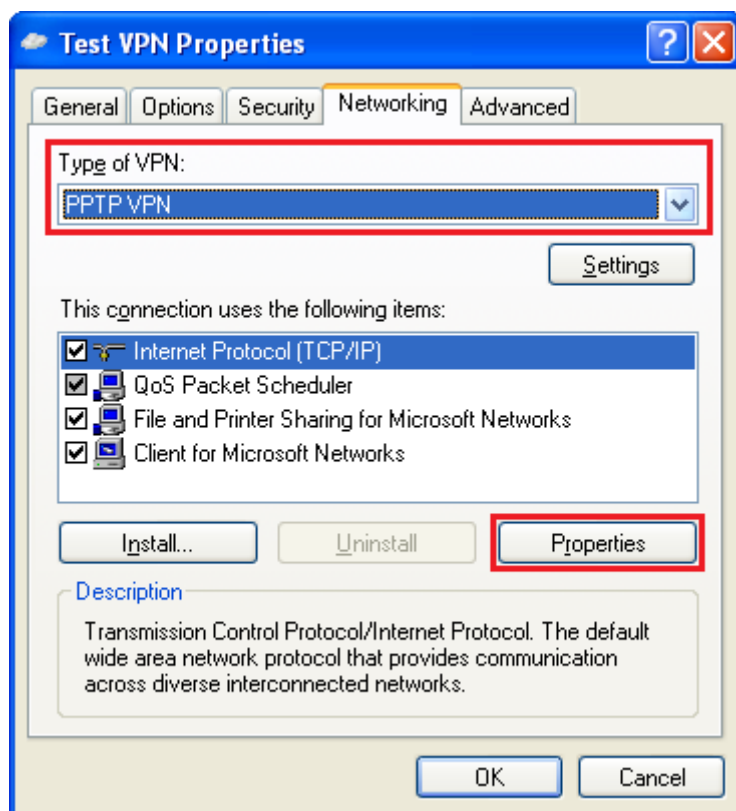 Test VPN Properties
General Options Security Networking Advanced
Type of VPN:
PPTP VPN
Settings
This connection uses the following items:
Internet Protocol (TCP/IP)
QoS Packet Scheduler
File and Printer Sharing for Microsoft Networks
Client for Microsoft Networks
Install... Uninstall Properties
Description
Transmission Control Protocol/Internet Protocol. The default
wide area network protocol that provides communication
across diverse interconnected networks.
OK Cancel